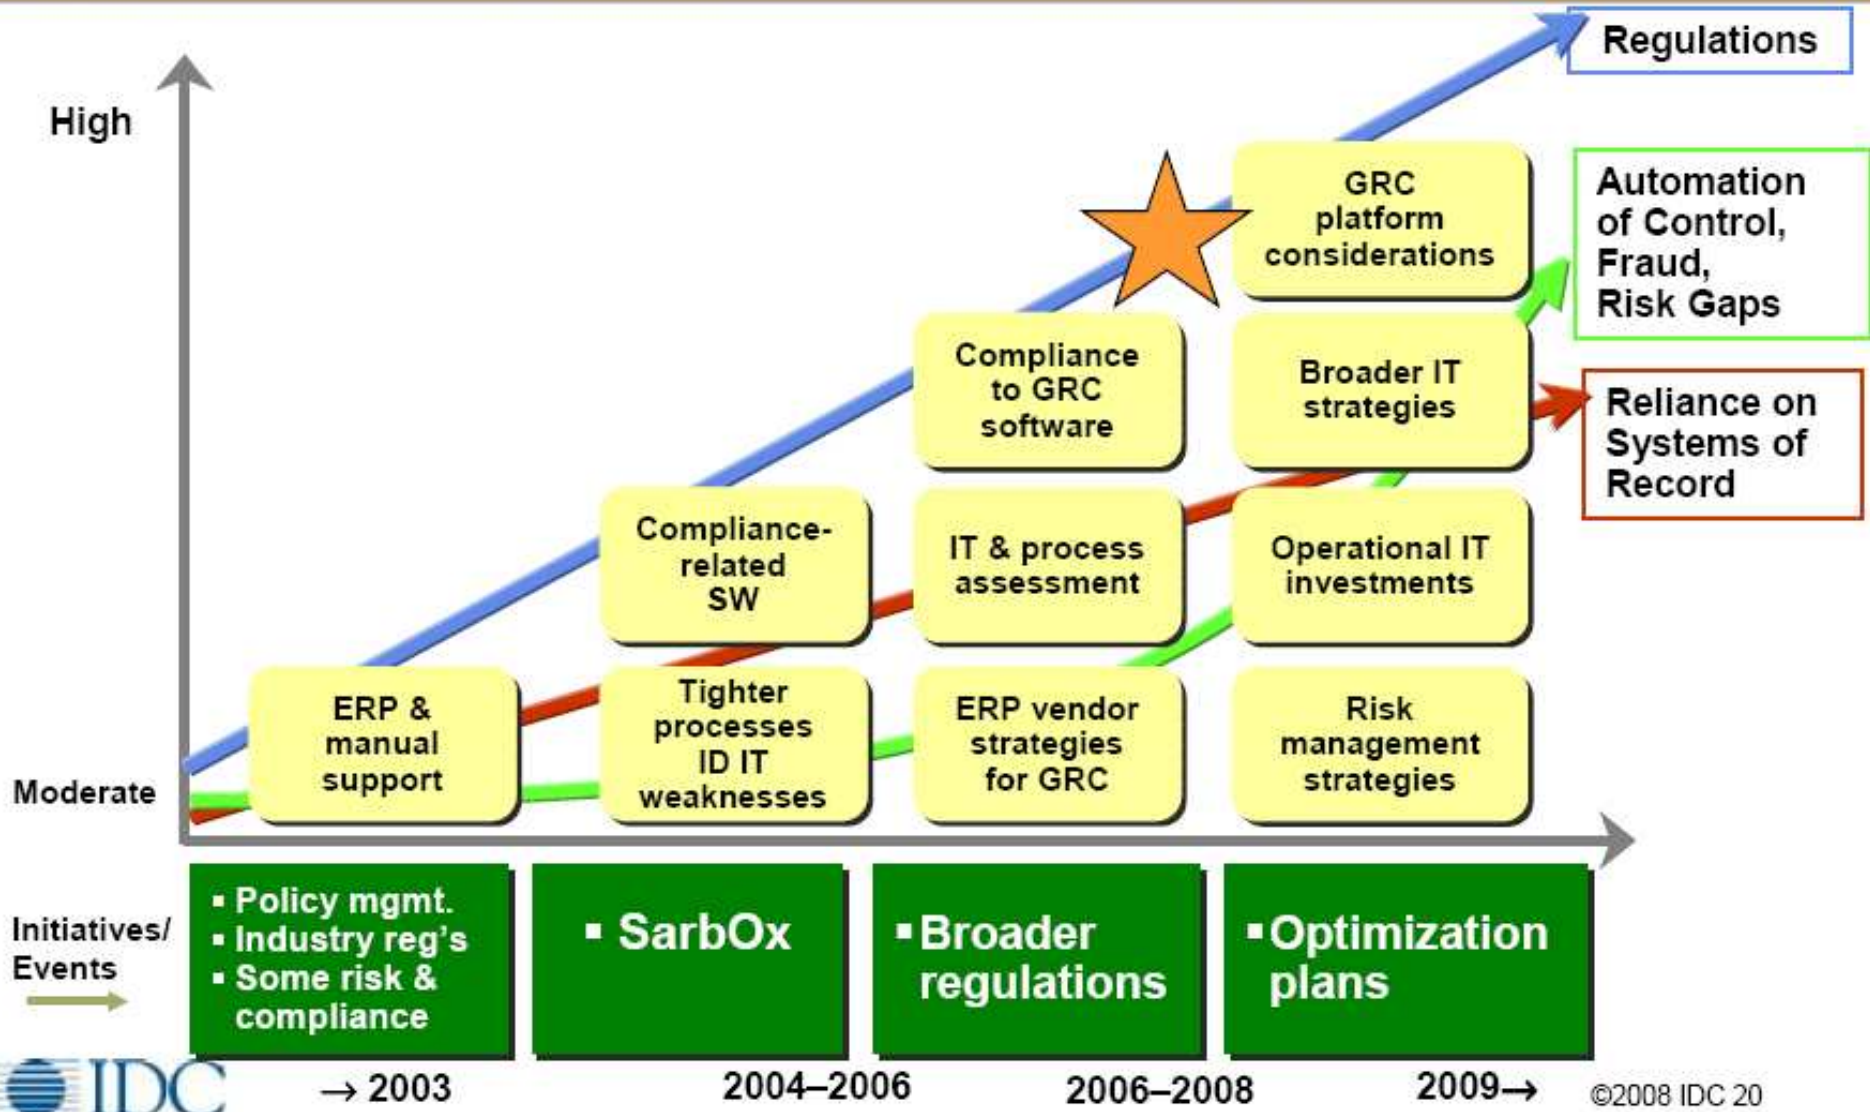 Regulations
High
GRC
platform
considerations
Automation
of Control,
Fraud,
Risk Gaps
Compliance
to GRC
software
Broader IT
strategies
Reliance on
Systems of
Record
Compliance-
related
SW
IT & process
assessment
Operational IT
investments
ERP &
manual
support
Tighter
processes
ID IT
weaknesses
ERP vendor
strategies
for GRC
Risk
management
strategies
Moderate
Initiatives/
Events
▪ Policy mgmt.
▪ Industry reg's
▪ Some risk &
compliance
▪ SarbOx
▪ Broader
regulations
▪ Optimization
plans
IDC
→ 2003
2004–2006
2006–2008
2009→
©2008 IDC 20